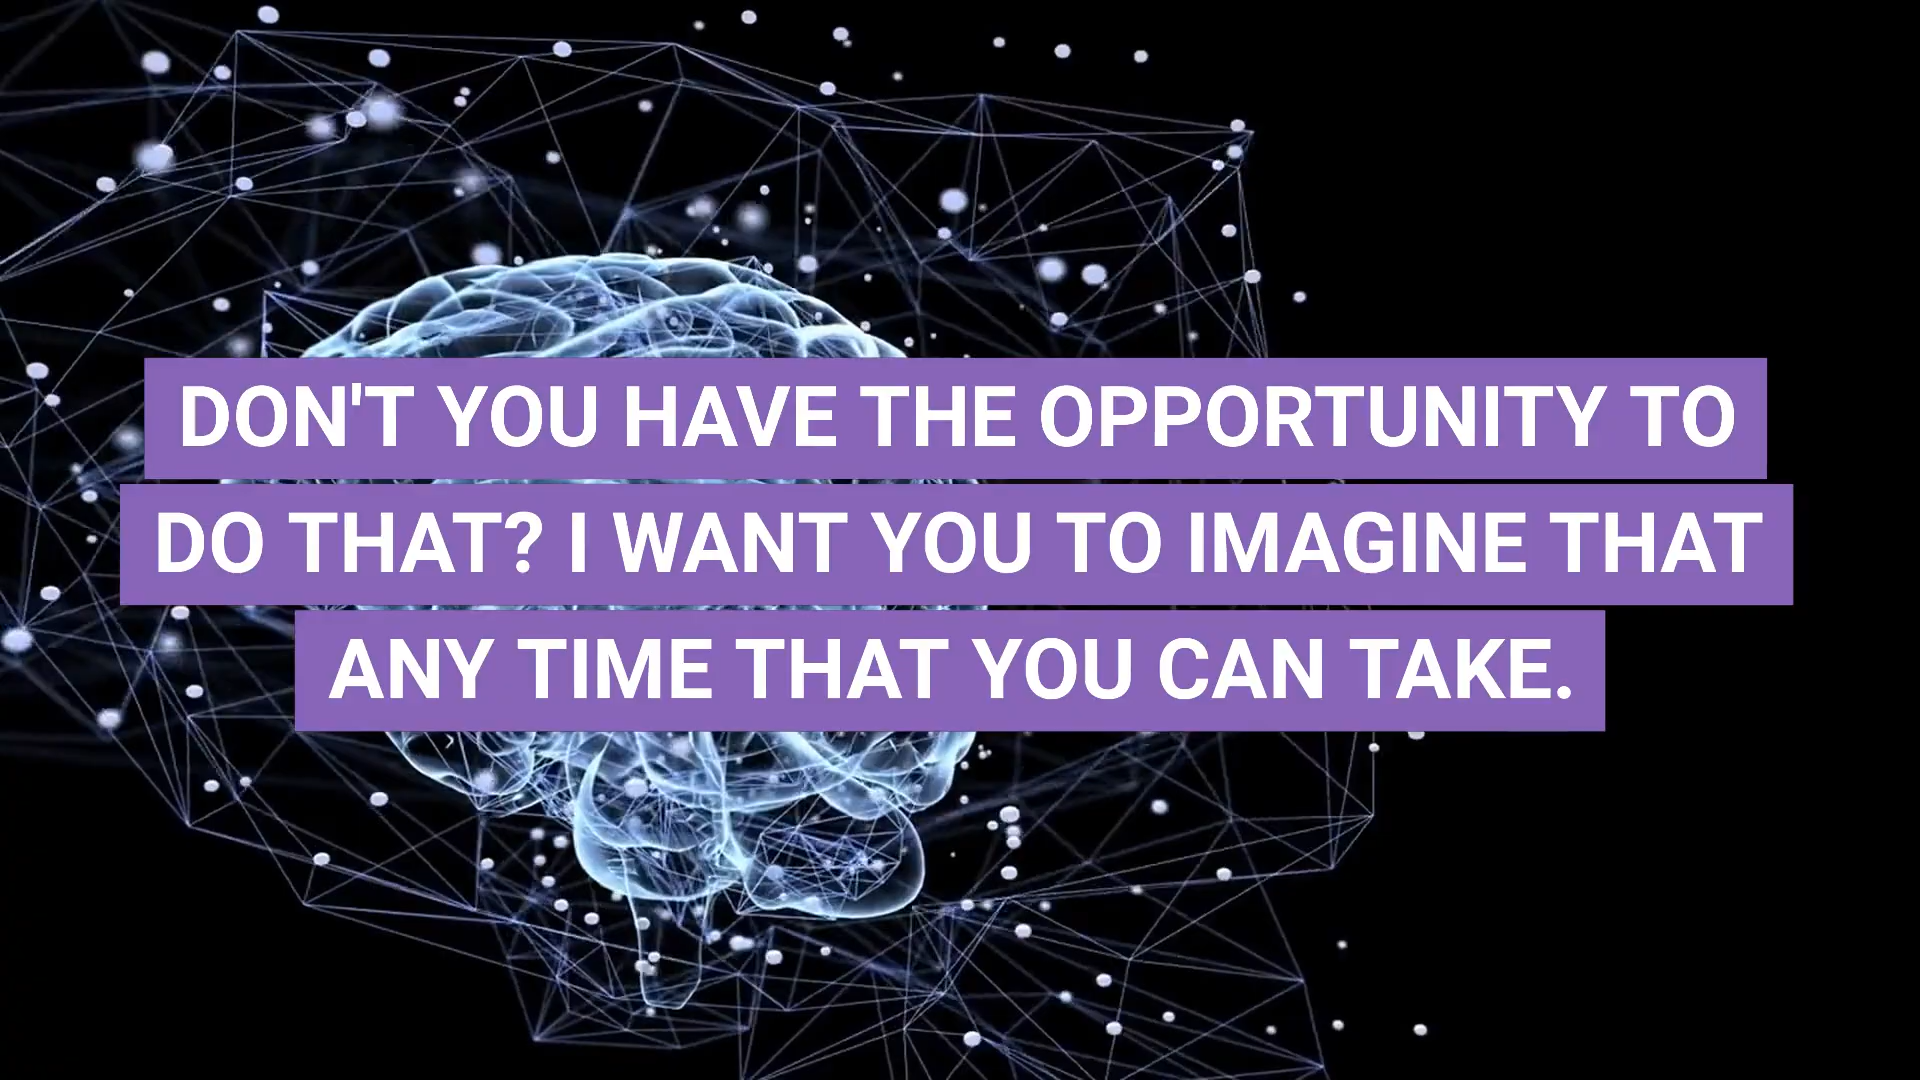 DON'T YOU HAVE THE OPPORTUNITY TO
DO THAT? I WANT YOU TO IMAGINE THAT
ANY TIME THAT YOU CAN TAKE.